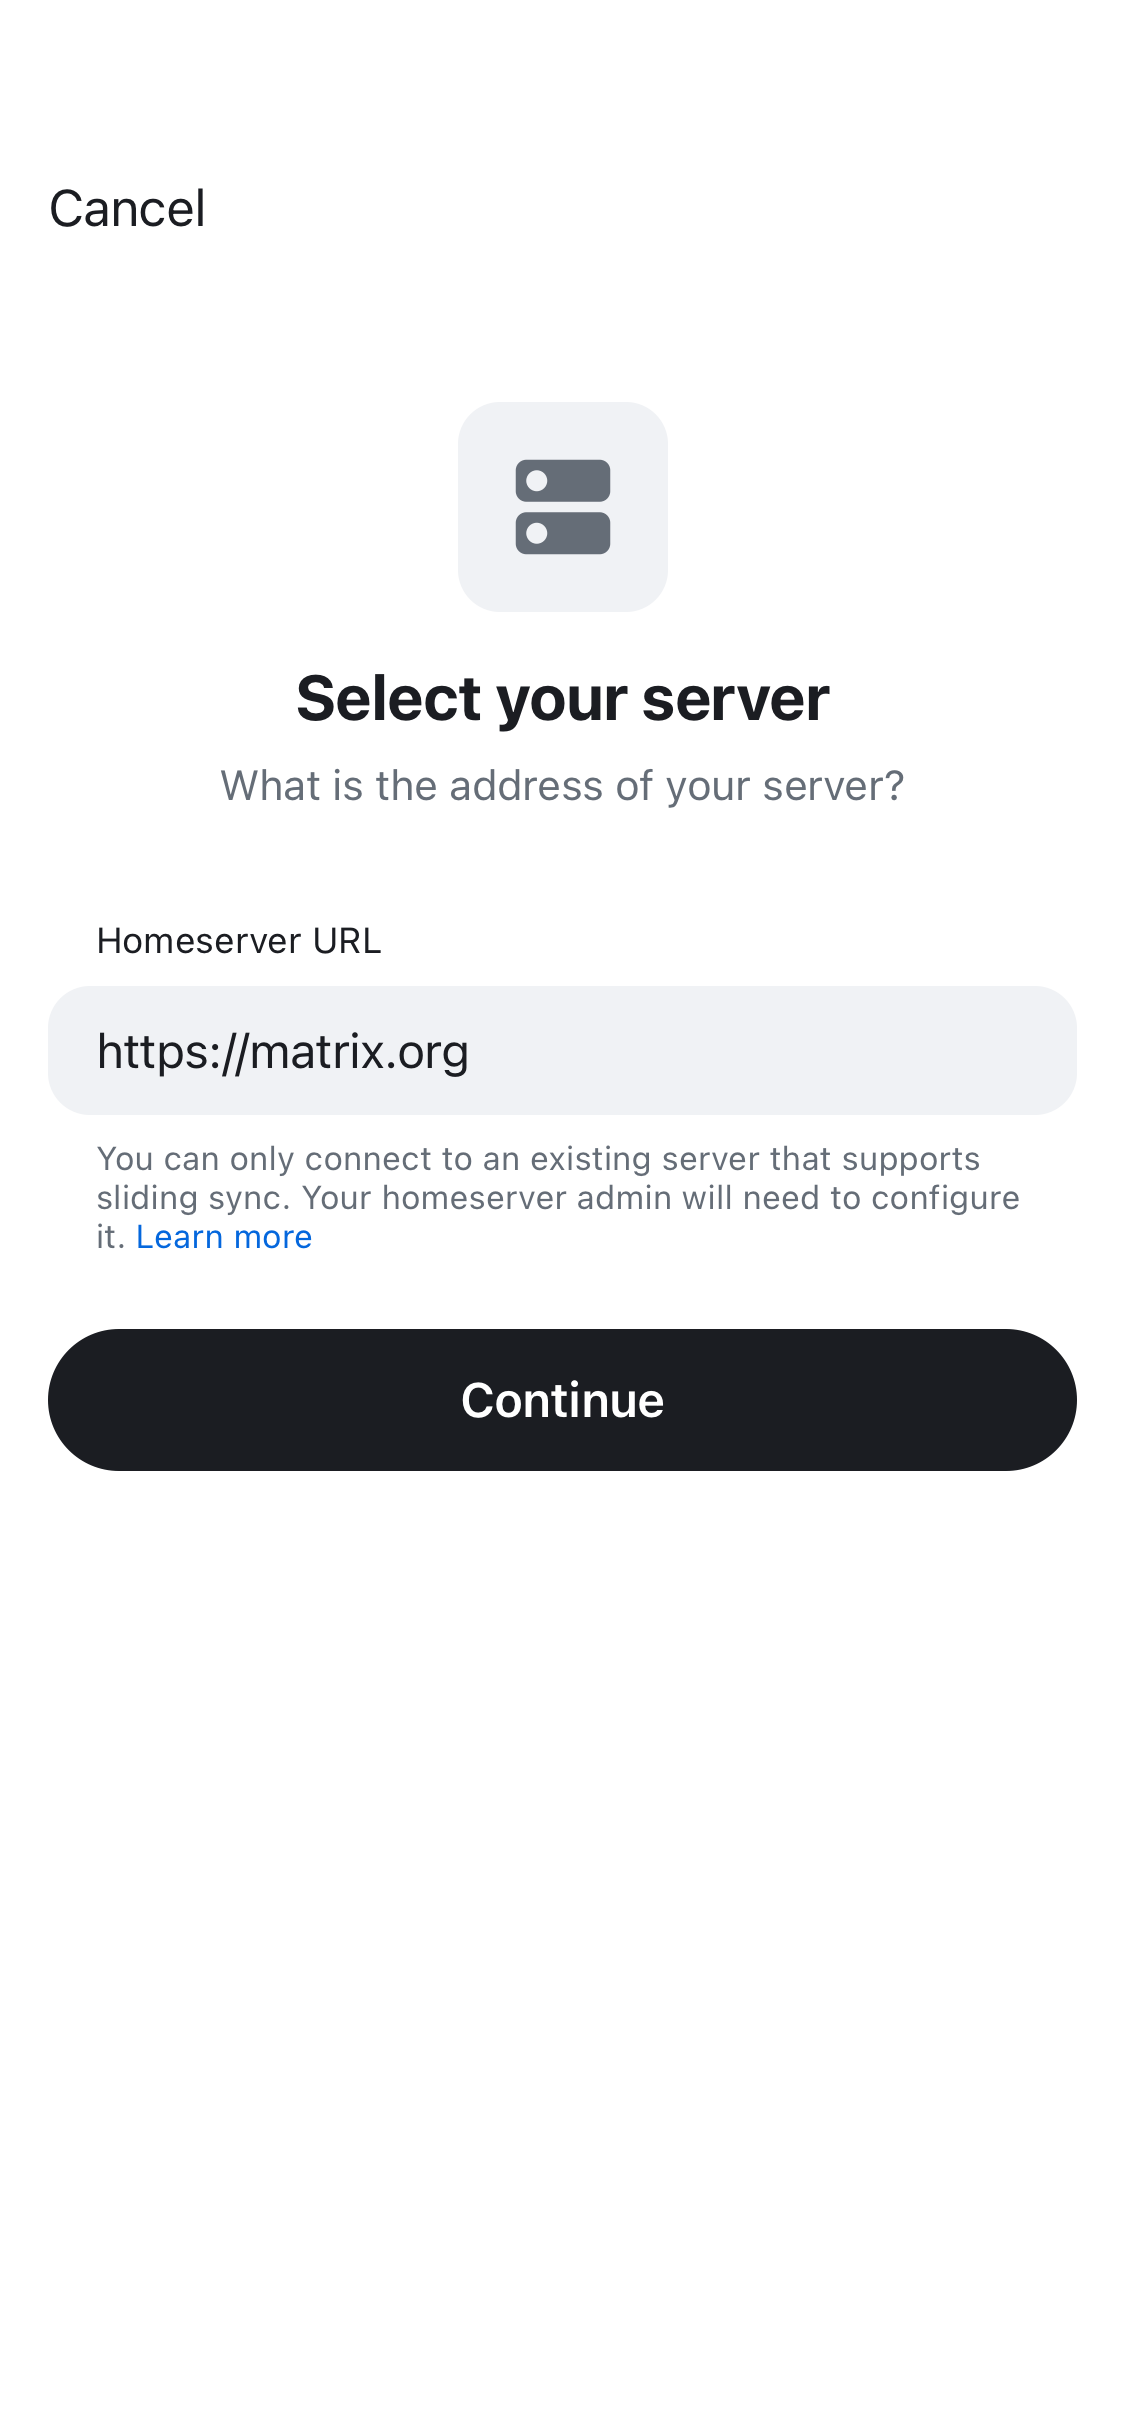 Cancel
Select your server
What is the address of your server?
Homeserver URL
https://matrix.org
You can only connect to an existing server that supports
sliding sync. Your homeserver admin will need to configure
it. Learn more
Continue